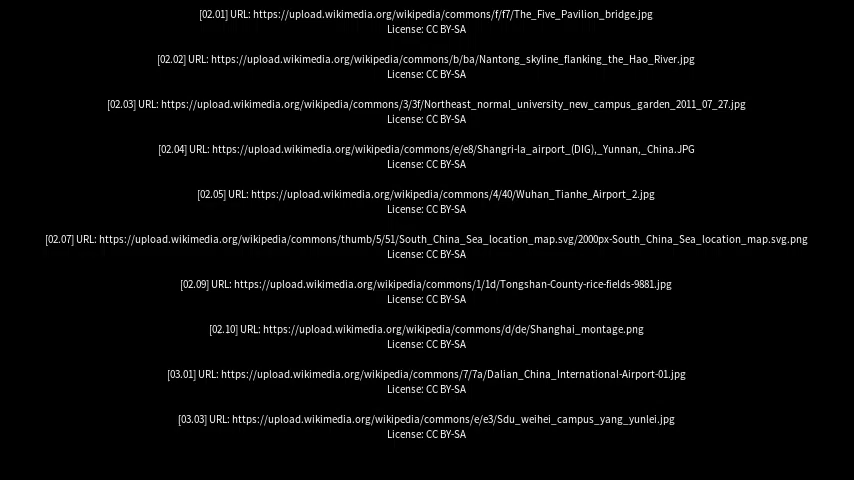 [02.01] URL: https://upload.wikimedia.org/wikipedia/commons/f/f7/The_Five_Pavilion_bridge.jpg
License: CC BY-SA
[02.02] URL: https://upload.wikimedia.org/wikipedia/commons/b/ba/Nantong_skyline_flanking_the_Hao_River.jpg
License: CC BY-SA
[02.03] URL: https://upload.wikimedia.org/wikipedia/commons/3/3f/Northeast_normal_university_new_campus_garden_2011_07_27.jpg
License: CC BY-SA
[02.04] URL: https://upload.wikimedia.org/wikipedia/commons/e/e8/Shangri-la_airport_(DIG),_Yunnan,_China.JPG
License: CC BY-SA
[02.05] URL: https://upload.wikimedia.org/wikipedia/commons/4/40/Wuhan_Tianhe_Airport_2.jpg
License: CC BY-SA
[02.07] URL: https://upload.wikimedia.org/wikipedia/commons/thumb/5/51/South_China_Sea_location_map.svg/2000px-South_China_Sea_location_map.svg.png
License: CC BY-SA
[02.09] URL: https://upload.wikimedia.org/wikipedia/commons/1/1d/Tongshan-County-rice-fields-9881.jpg
License: CC BY-SA
[02.10] URL: https://upload.wikimedia.org/wikipedia/commons/d/de/Shanghai_montage.png
License: CC BY-SA
[03.01] URL: https://upload.wikimedia.org/wikipedia/commons/7/7a/Dalian_China_International-Airport-01.jpg
License: CC BY-SA
[03.03] URL: https://upload.wikimedia.org/wikipedia/commons/e/e3/Sdu_weihei_campus_yang_yunlei.jpg
License: CC BY-SA